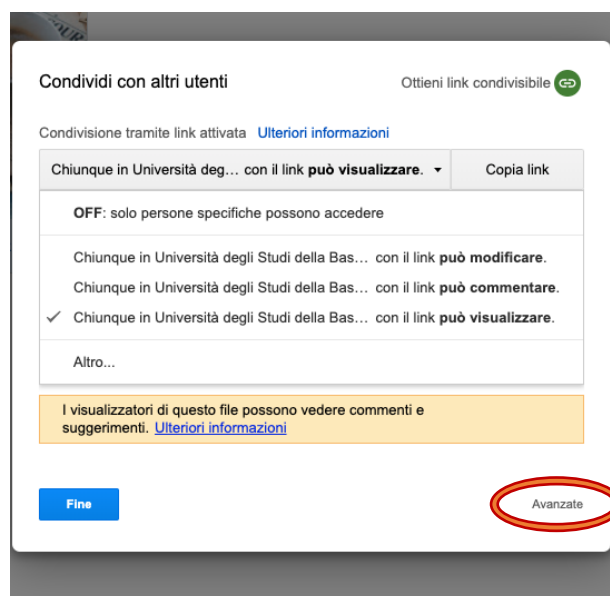 Condividi con altri utenti
Ottieni link condivisibile
Condivisione tramite link attivata Ulteriori informazioni
Chiunque in Università deg… con il link può visualizzare.
Copia link
OFF: solo persone specifiche possono accedere
Chiunque in Università degli Studi della Bas… con il link può modificare.
Chiunque in Università degli Studi della Bas… con il link può commentare.
Chiunque in Università degli Studi della Bas… con il link può visualizzare.
Altro...
I visualizzatori di questo file possono vedere commenti e
suggerimenti. Ulteriori informazioni
Fine
Avanzate